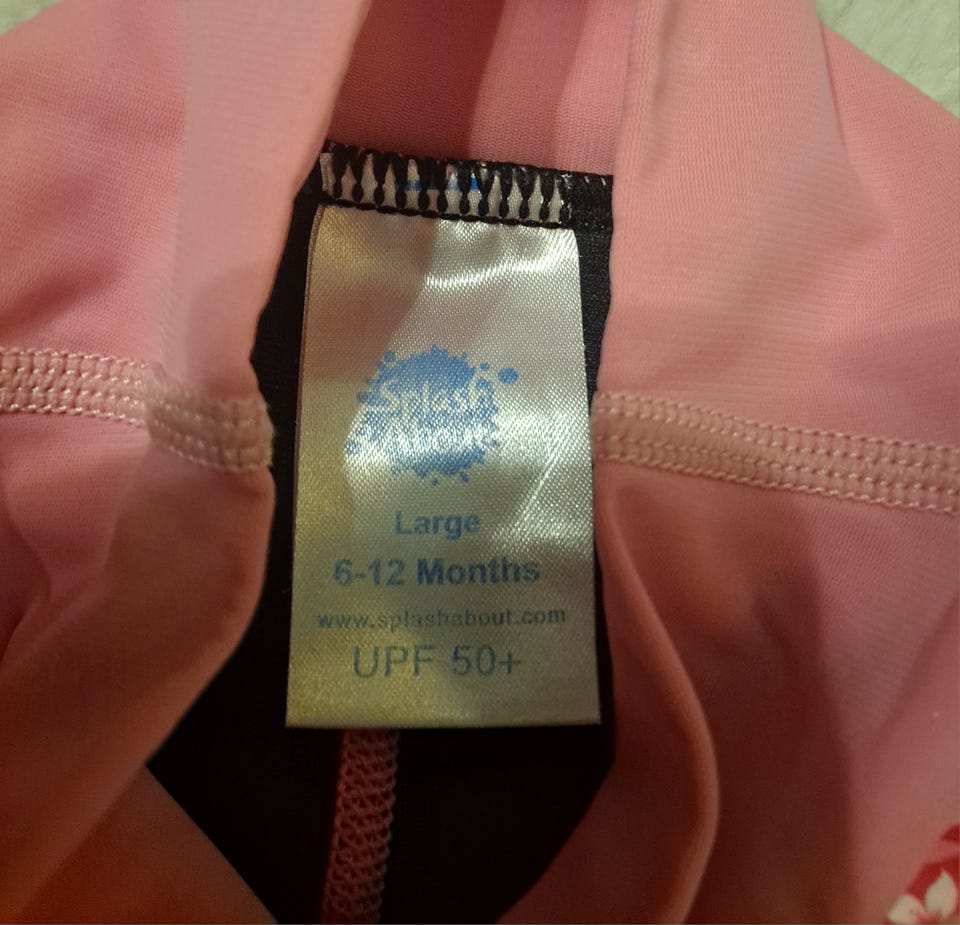 Splash
About
Large
6-12 Months
www.splashabout.com
UPF 50+